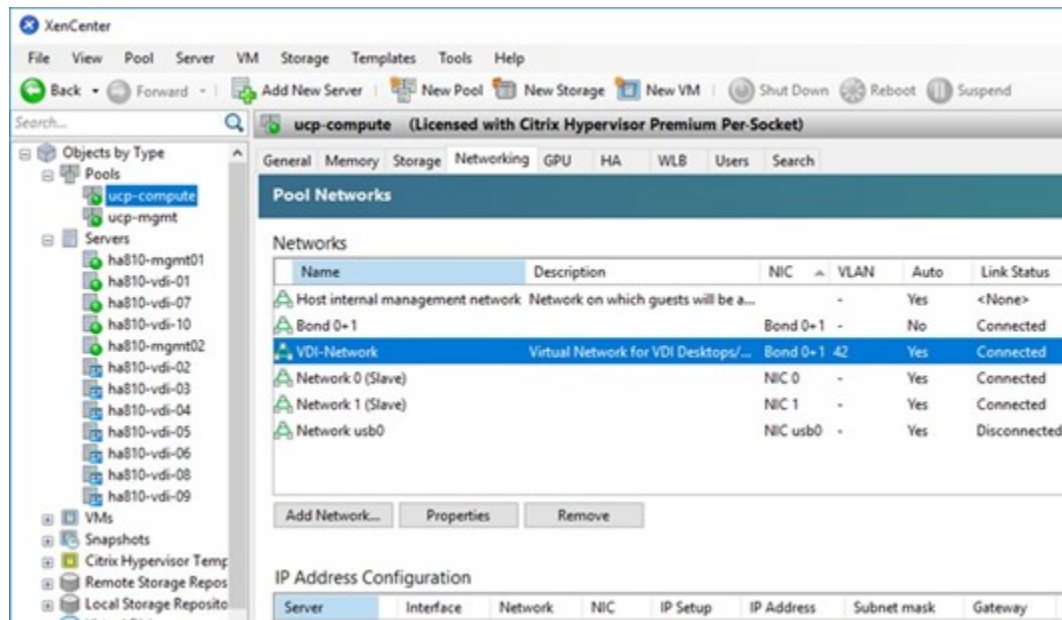 XenCenter
File View Pool Server VM Storage Templates Tools Help
Back Forward Add New Server New Pool New Storage New VM Shut Down Reboot Suspend
Search...
ucp-compute (Licensed with Citrix Hypervisor Premium Per-Socket)
Objects by Type
Pools
ucp-compute
ucp-mgmt
Servers
ha810-mgmt01
ha810-vdi-01
ha810-vdi-07
ha810-vdi-10
ha810-mgmt02
ha810-vdi-02
ha810-vdi-03
ha810-vdi-04
ha810-vdi-05
ha810-vdi-06
ha810-vdi-08
ha810-vdi-09
VMs
Snapshots
Citrix Hypervisor Temp
Remote Storage Repos
Local Storage Reposito
General Memory Storage Networking GPU HA WLB Users Search
Pool Networks
Networks
Name Description NIC VLAN Auto Link Status
Host internal management network Network on which guests will be a... - Yes <None>
Bond 0+1 Bond 0+1 - No Connected
VDI-Network Virtual Network for VDI Desktops/... Bond 0+1 42 Yes Connected
Network 0 (Slave) NIC 0 - Yes Connected
Network 1 (Slave) NIC 1 - Yes Connected
Network usb0 NIC usb0 - Yes Disconnected
Add Network... Properties Remove
IP Address Configuration
Server Interface Network NIC IP Setup IP Address Subnet mask Gateway